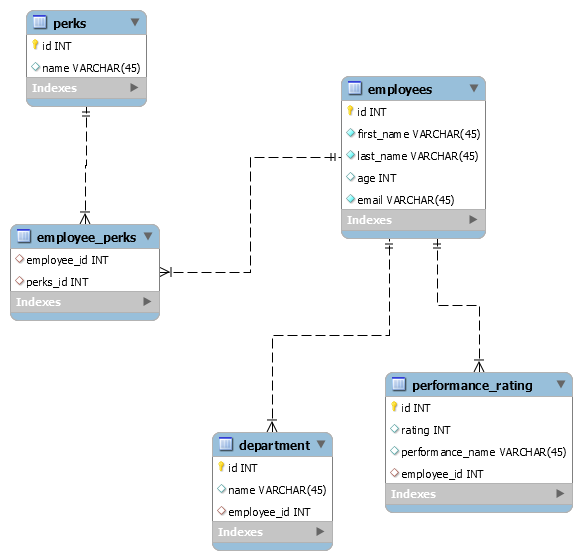 perks
id INT
name VARCHAR(45)
Indexes
employees
id INT
first_name VARCHAR(45)
last_name VARCHAR(45)
age INT
email VARCHAR(45)
Indexes
employee_perks
employee_id INT
perks_id INT
Indexes
performance_rating
id INT
rating INT
performance_name VARCHAR(45)
employee_id INT
Indexes
department
id INT
name VARCHAR(45)
employee_id INT
Indexes